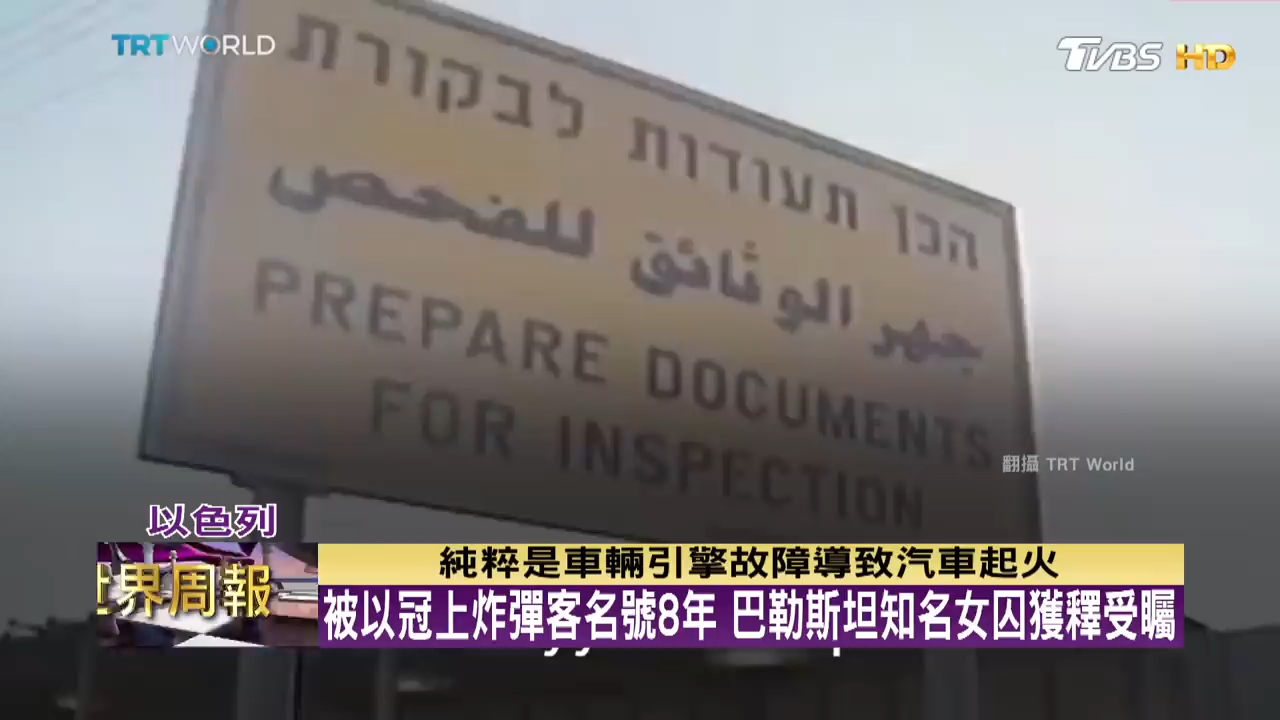 TRT WORLD
TVBS HD
הכן תעודות לבקורת
جهر الوثائق للفحص
PREPARE DOCUMENTS
FOR INSPECTION
翻攝 TRT World
以色列
世界周報
純粹是車輛引擎故障導致汽車起火
被以冠上炸彈客名號8年 巴勒斯坦知名女囚獲釋受矚